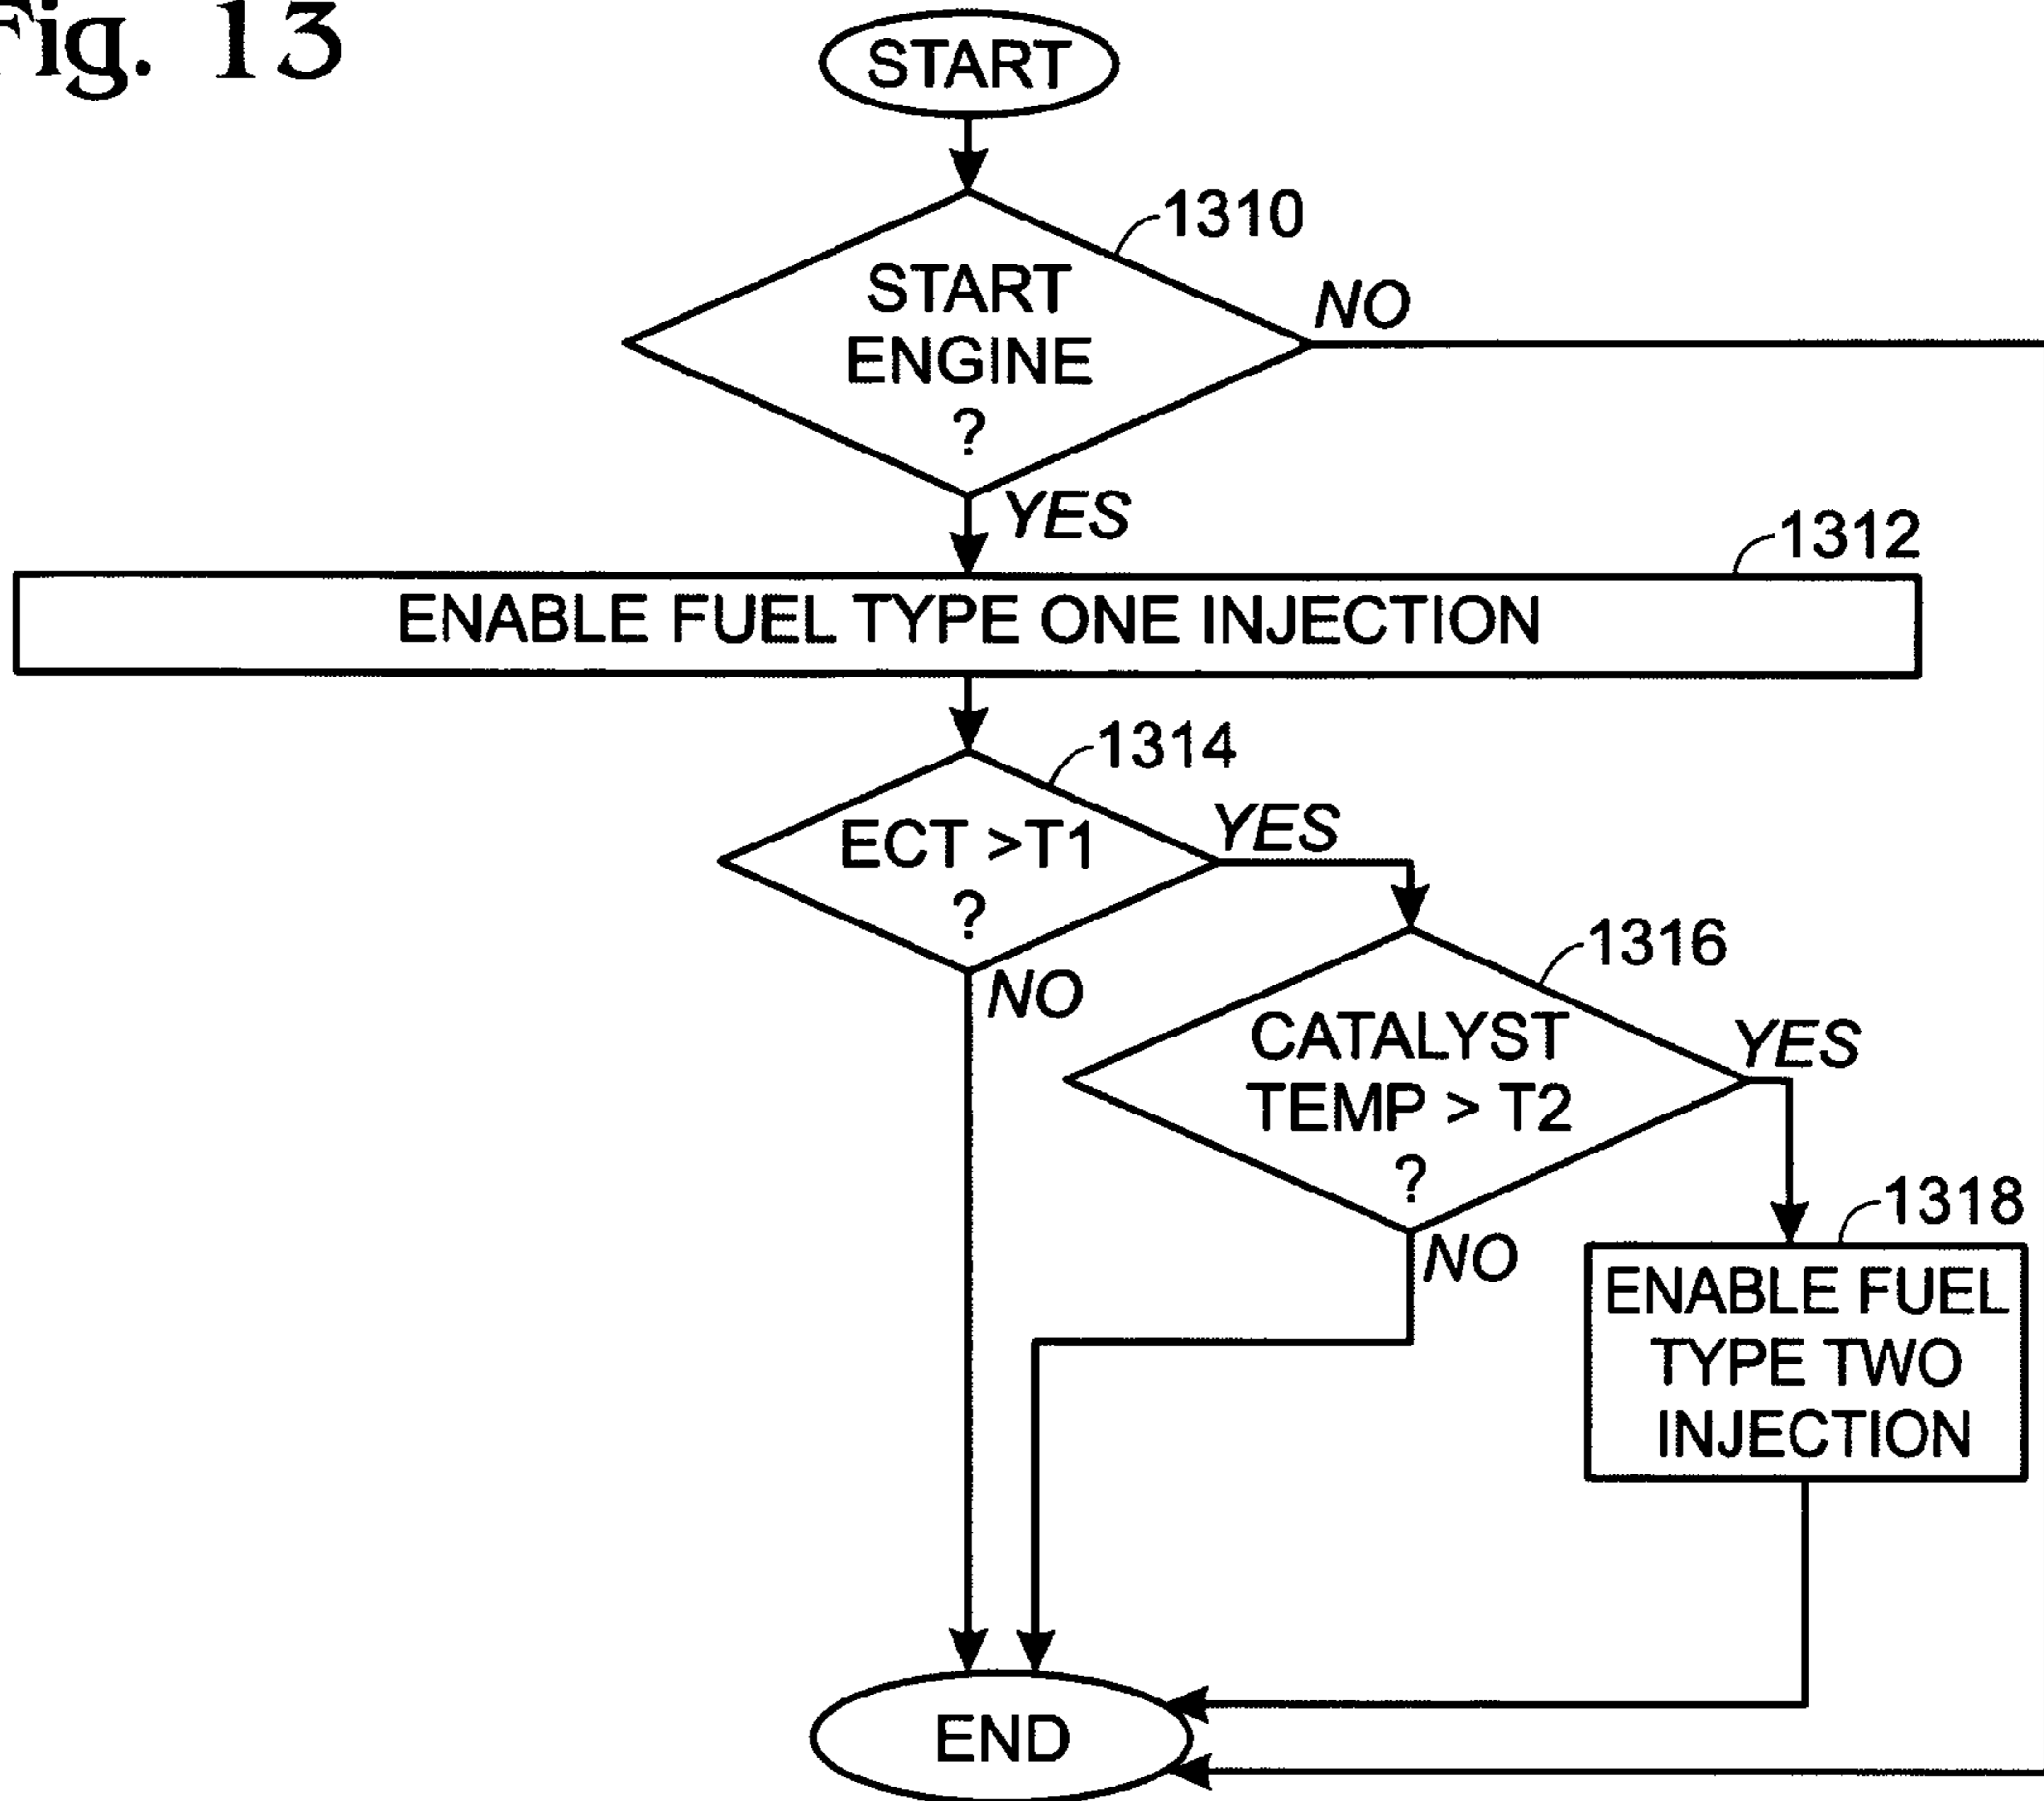 Fig. 13
START
1310
START
ENGINE
?
NO
YES
1312
ENABLE FUEL TYPE ONE INJECTION
1314
ECT >T1
?
YES
NO
1316
CATALYST
TEMP > T2
?
YES
NO
1318
ENABLE FUEL
TYPE TWO
INJECTION
END